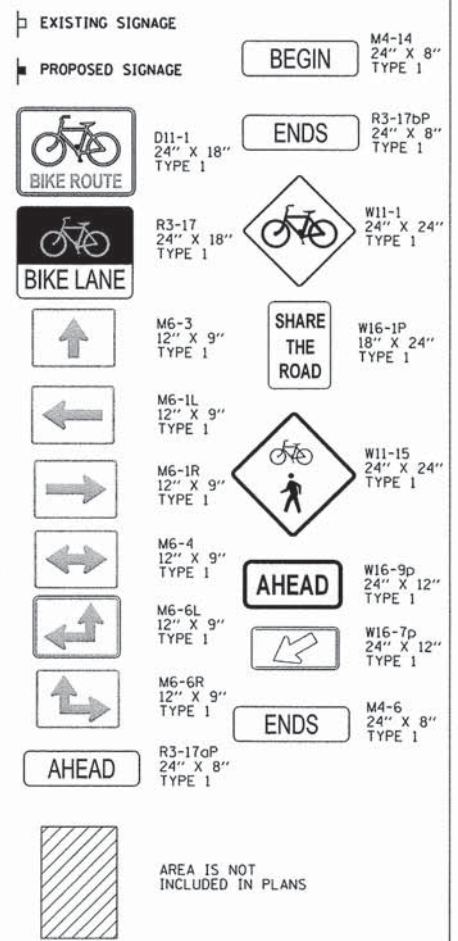 EXISTING SIGNAGE
PROPOSED SIGNAGE
BIKE ROUTE
D11-1
24" X 18"
TYPE 1
BIKE LANE
R3-17
24" X 18"
TYPE 1
M6-3
12" X 9"
TYPE 1
M6-1L
12" X 9"
TYPE 1
M6-1R
12" X 9"
TYPE 1
M6-4
12" X 9"
TYPE 1
M6-6L
12" X 9"
TYPE 1
M6-6R
12" X 9"
TYPE 1
AHEAD
R3-17aP
24" X 8"
TYPE 1
AREA IS NOT
INCLUDED IN PLANS
BEGIN
M4-14
24" X 8"
TYPE 1
ENDS
R3-17bP
24" X 8"
TYPE 1
W11-1
24" X 24"
TYPE 1
SHARE
THE
ROAD
W16-1P
18" X 24"
TYPE 1
W11-15
24" X 24"
TYPE 1
AHEAD
W16-9p
24" X 12"
TYPE 1
W16-7p
24" X 12"
TYPE 1
ENDS
M4-6
24" X 8"
TYPE 1